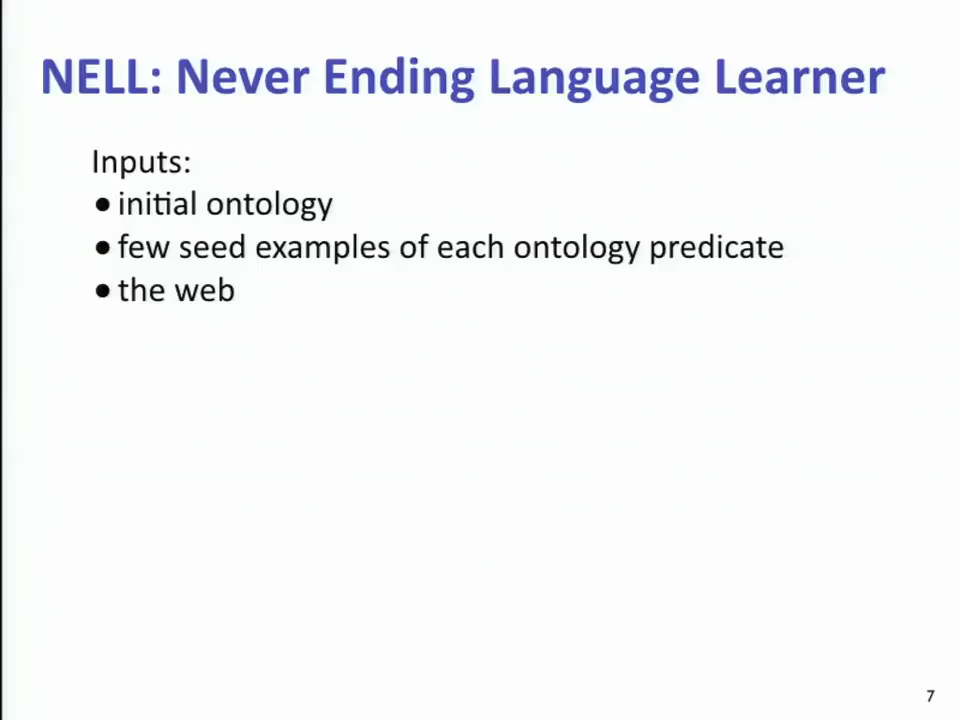 NELL: Never Ending Language Learner
Inputs:
• initial ontology
• few seed examples of each ontology predicate
• the web
7